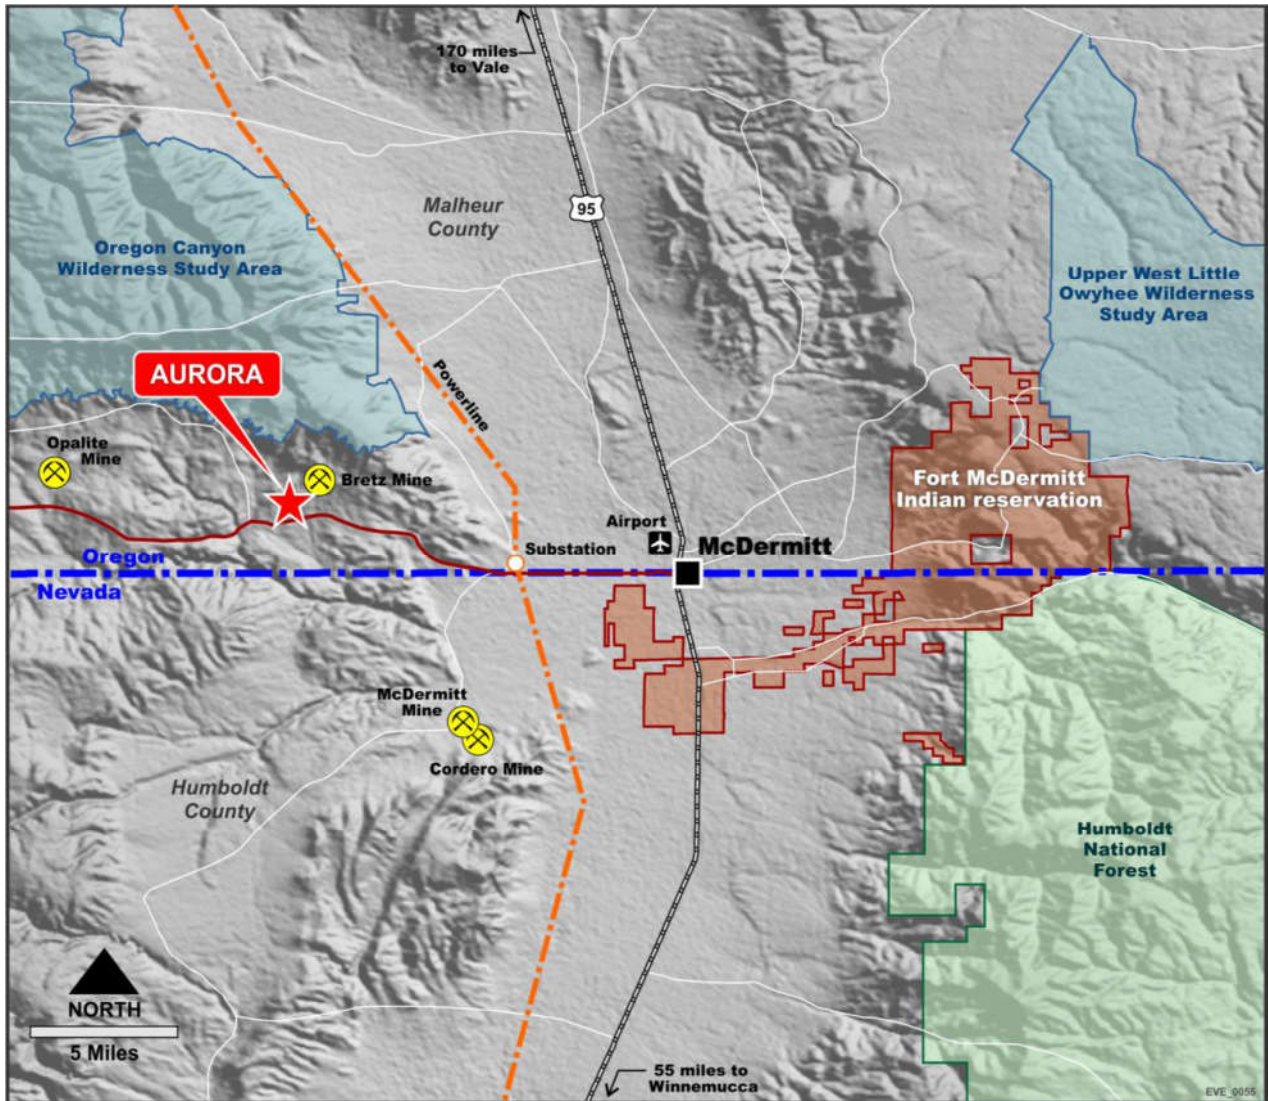 170 miles
to Vale
95
Malheur
County
Oregon Canyon
Wilderness Study Area
Upper West Little
Owyhee Wilderness
Study Area
AURORA
Powerline
Opalite
Mine
Bretz Mine
Fort McDermitt
Indian reservation
Airport
McDermitt
Substation
Oregon
Nevada
McDermitt
Mine
Cordero Mine
Humboldt
County
Humboldt
National
Forest
NORTH
5 Miles
55 miles to
Winnemucca
EVE_0055